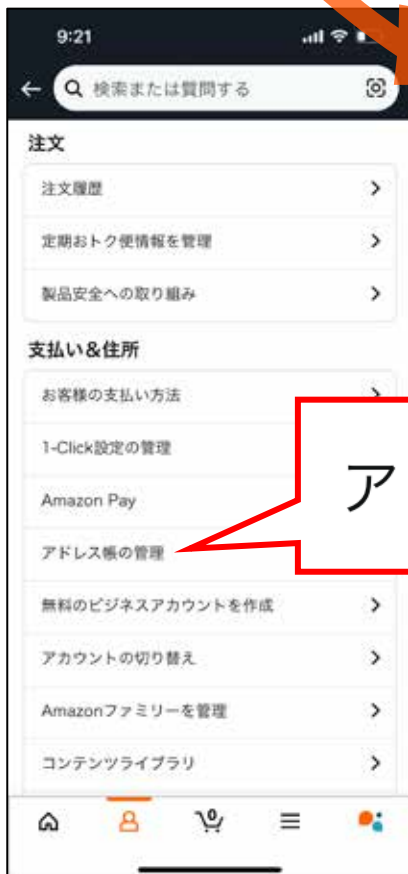 9:21
検索または質問する
注文
注文履歴
定期おトク便情報を管理
製品安全への取り組み
支払い&住所
お客様の支払い方法
1-Click設定の管理
Amazon Pay
ア
アドレス帳の管理
無料のビジネスアカウントを作成
アカウントの切り替え
Amazonファミリーを管理
コンテンツライブラリ
0